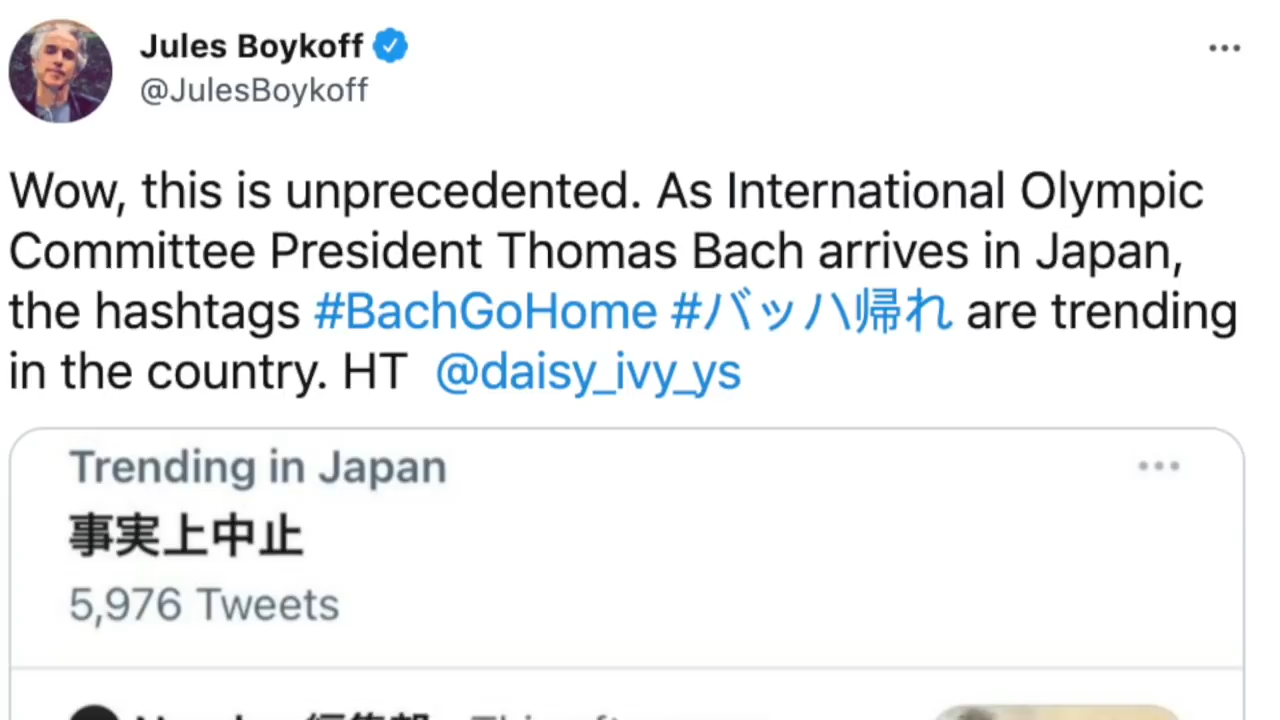 Jules Boykoff
@JulesBoykoff
Wow, this is unprecedented. As International Olympic
Committee President Thomas Bach arrives in Japan,
the hashtags #BachGoHome #バッハ帰れ are trending
in the country. HT @daisy_ivy_ys
Trending in Japan
事実上中止
5,976 Tweets